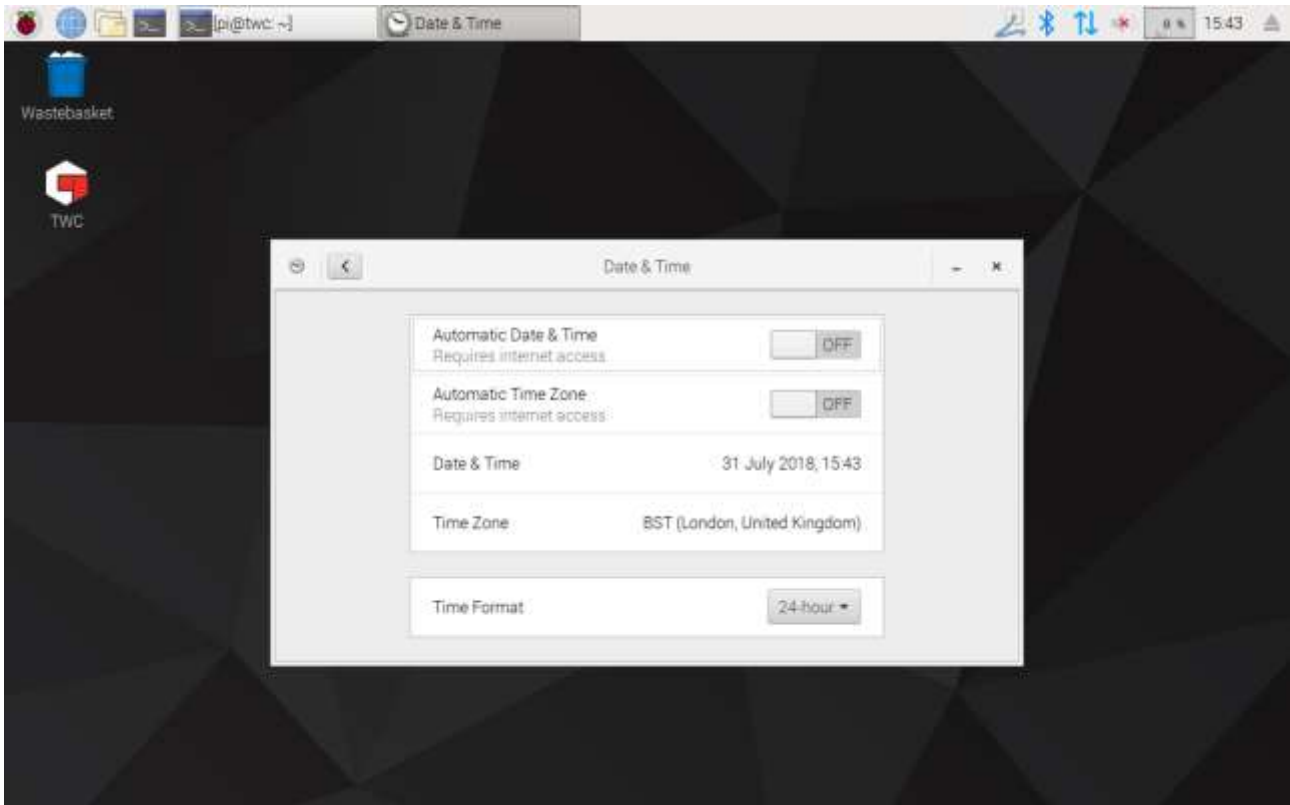 [pi@twc: ~]
Date & Time
15:43
Wastebasket
TWC
Date & Time
Automatic Date & Time
OFF
Requires internet access
Automatic Time Zone
OFF
Requires internet access
Date & Time
31 July 2018, 15:43
Time Zone
BST (London, United Kingdom)
Time Format
24-hour